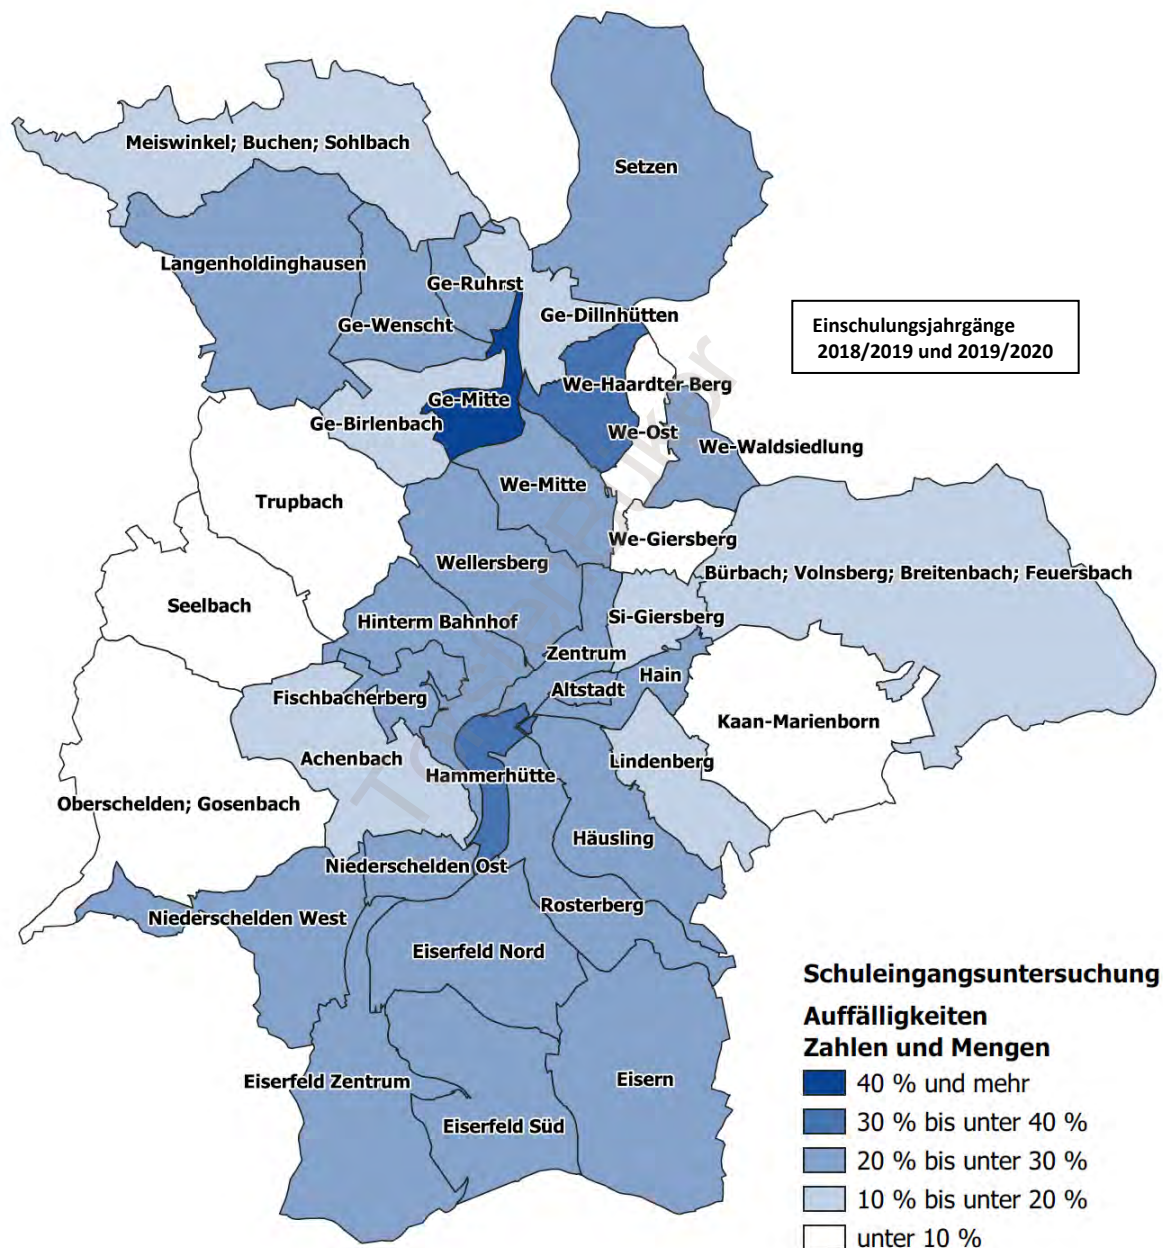 Setzen
Meiswinkel; Buchen; Sohlbach
Langenholdinghausen
Ge-Ruhrst
Ge-Wenscht
Ge-Dillnhütten
Einschulungsjahrgänge
2018/2019 und 2019/2020
We-Haardter Berg
Ge-Mitte
Ge-Birlenbach
We-Ost
We-Waldsiedlung
We-Mitte
Trupbach
We-Giersberg
Wellersberg
Bürbach; Volnsberg; Breitenbach; Feuersbach
Seelbach
Hinterm Bahnhof
Si-Giersberg
Zentrum
Hain
Altstadt
Fischbacherberg
Kaan-Marienborn
Achenbach
Lindenberg
Hammerhütte
Oberschelden; Gosenbach
Häusling
Niederschelden Ost
Rosterberg
Niederschelden West
Eiserfeld Nord
Eisern
Eiserfeld Zentrum
Eiserfeld Süd
Schuleingangsuntersuchung
Auffälligkeiten
Zahlen und Mengen
40 % und mehr
30 % bis unter 40 %
20 % bis unter 30 %
10 % bis unter 20 %
unter 10 %